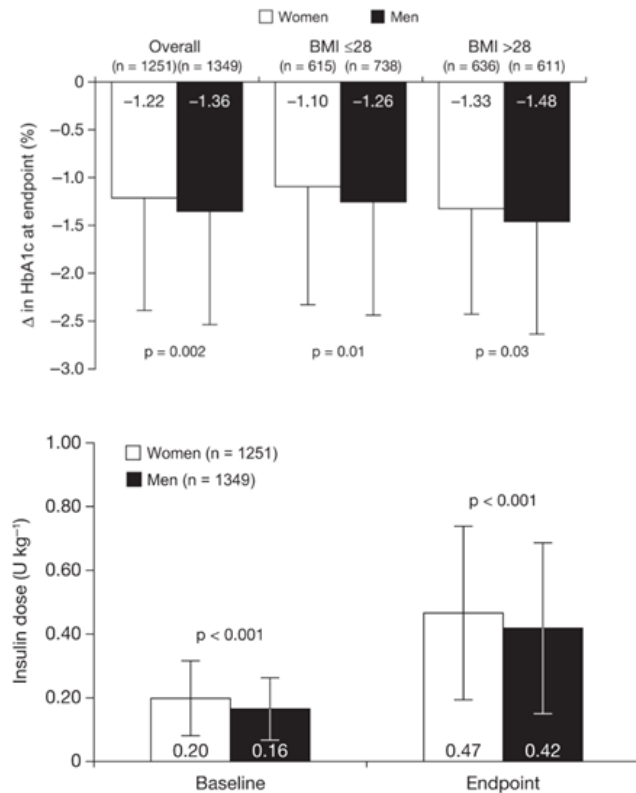 Women Men
Overall BMI ≤28 BMI >28
(n = 1251)(n = 1349) (n = 615) (n = 738) (n = 636) (n = 611)
Δ in HbA1c at endpoint (%)
0
−0.5
−1.0
−1.5
−2.0
−2.5
−3.0
−1.22 −1.36 −1.10 −1.26 −1.33 −1.48
p = 0.002 p = 0.01 p = 0.03
Insulin dose (U kg⁻¹)
1.00
0.80
0.60
0.40
0.20
0
Women (n = 1251)
Men (n = 1349)
p < 0.001
p < 0.001
0.20 0.16 0.47 0.42
Baseline Endpoint